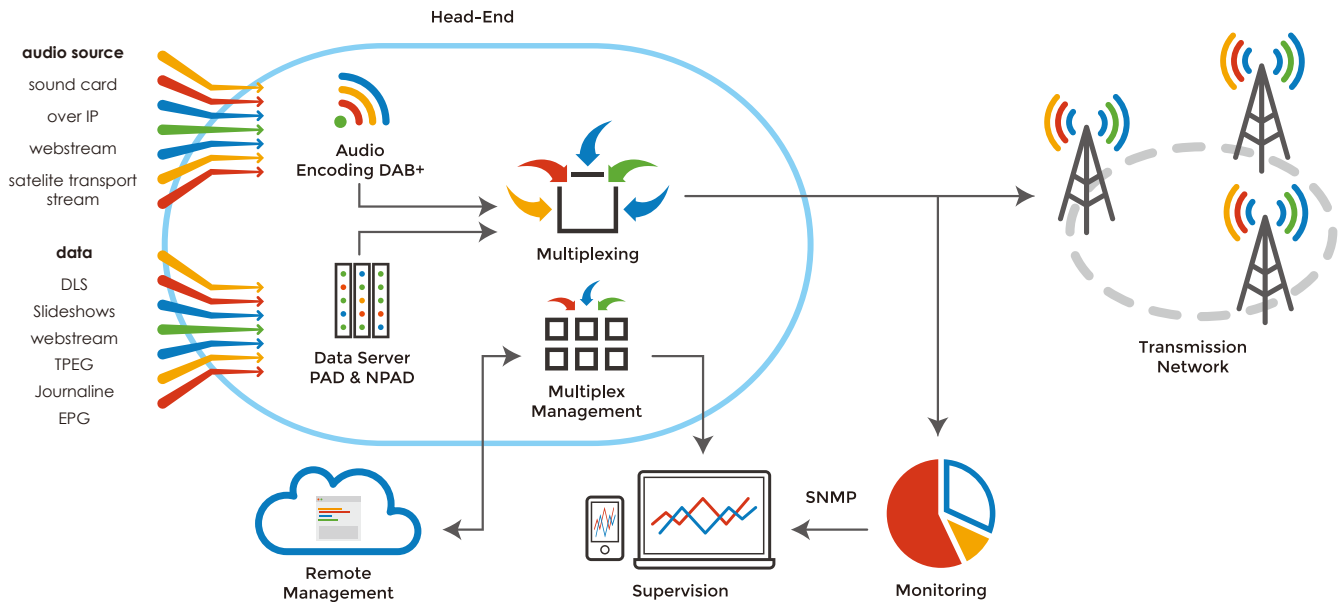 Head-End
audio source
sound card
over IP
webstream
satelite transport
stream
data
DLS
Slideshows
webstream
TPEG
Journaline
EPG
Audio
Encoding DAB+
Data Server
PAD & NPAD
Multiplexing
Multiplex
Management
Transmission
Network
Remote
Management
Supervision
SNMP
Monitoring